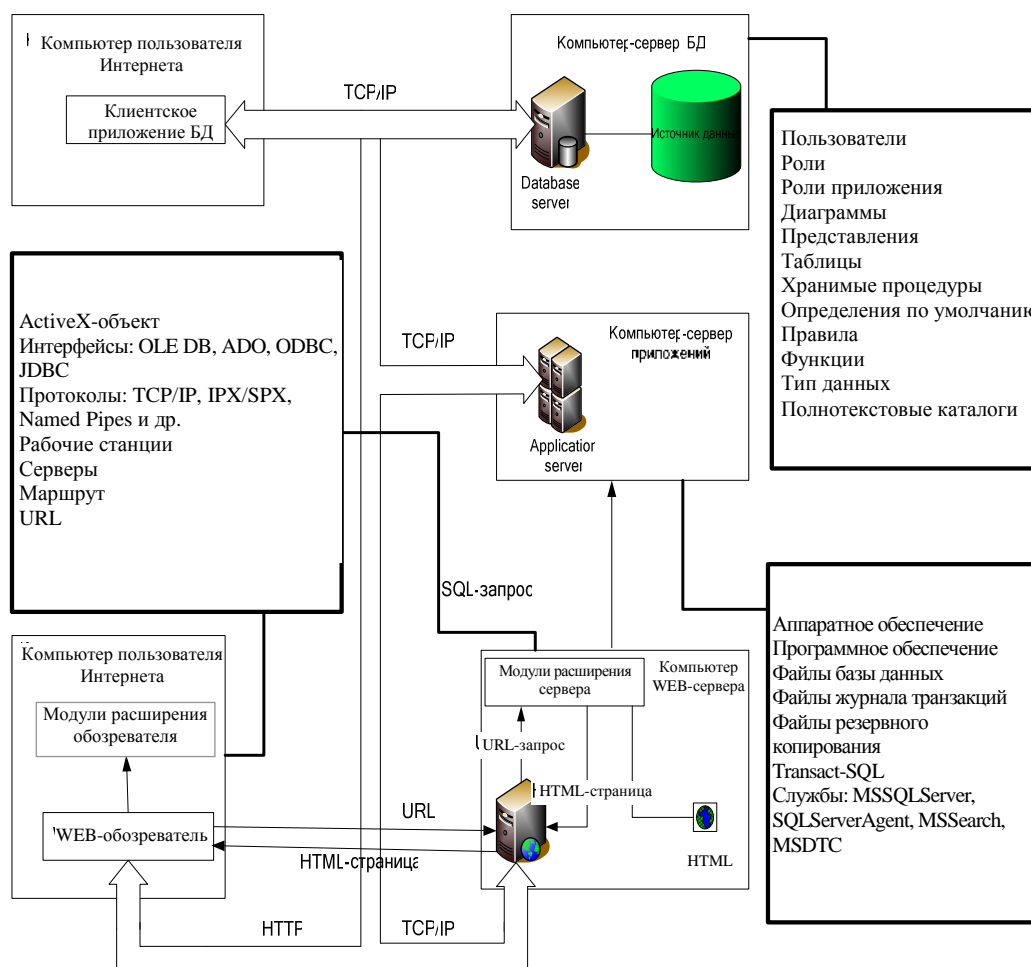 Компьютер пользователя
Интернета
Клиентское
приложение БД
TCP/IP
Компьютер-сервер БД
Источник данных
Database
server
Пользователи
Роли
Роли приложения
Диаграммы
Представления
Таблицы
Хранимые процедуры
Определения по умолчанию
Правила
Функции
Тип данных
Полнотекстовые каталоги
ActiveX-объект
Интерфейсы: OLE DB, ADO, ODBC,
JDBC
Протоколы: TCP/IP, IPX/SPX,
Named Pipes и др.
Рабочие станции
Серверы
Маршрут
URL
TCP/IP
Компьютер-сервер
приложений
Application
server
SQL-запрос
Аппаратное обеспечение
Программное обеспечение
Файлы базы данных
Файлы журнала транзакций
Файлы резервного
копирования
Transact-SQL
Службы: MSSQLServer,
SQLServerAgent, MSSearch,
MSDTC
Компьютер пользователя
Интернета
Модули расширения
обозревателя
WEB-обозреватель
URL
HTML-страница
Модули расширения
сервера
Компьютер
WEB-сервера
URL-запрос
HTML-страница
HTML
HTTP
TCP/IP